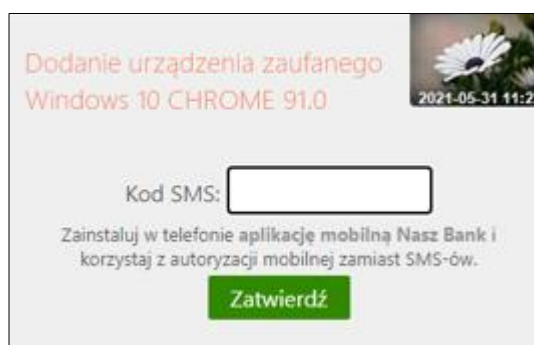 Dodanie urządzenia zaufanego
Windows 10 CHROME 91.0
2021-05-31 11:2
Kod SMS:
Zainstaluj w telefonie aplikację mobilną Nasz Bank i
korzystaj z autoryzacji mobilnej zamiast SMS-ów.
Zatwierdź